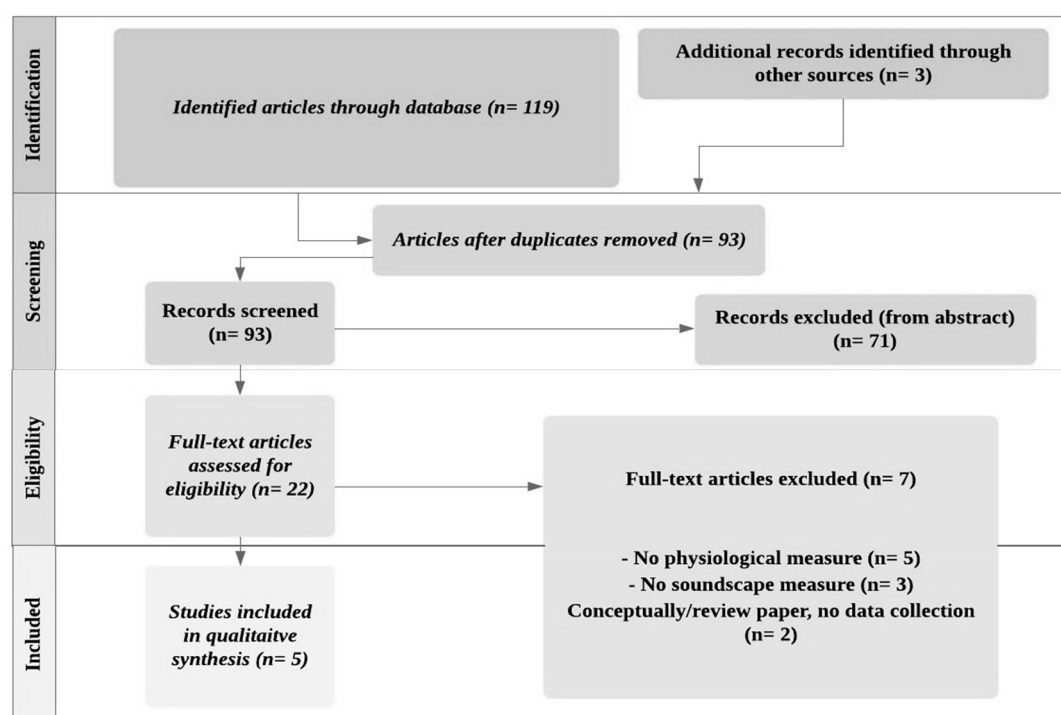 Identification
Identified articles through database (n= 119)
Additional records identified through
other sources (n= 3)
Screening
Articles after duplicates removed (n= 93)
Records screened
(n= 93)
Records excluded (from abstract)
(n= 71)
Eligibility
Full-text articles
assessed for
eligibility (n= 22)
Full-text articles excluded (n= 7)
- No physiological measure (n= 5)
- No soundscape measure (n= 3)
Conceptually/review paper, no data collection
(n= 2)
Included
Studies included
in qualitaitve
synthesis (n= 5)